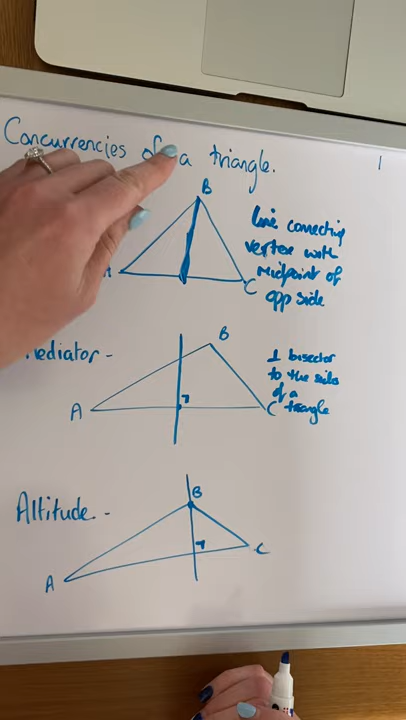 Concurrencies of a triangle.
1
B
C
line connecting
vertex with
Midpoint of
opp side
mediator -
B
A
C
⊥ bisector
to the sides
of a
triangle
Altitude -
B
A
C